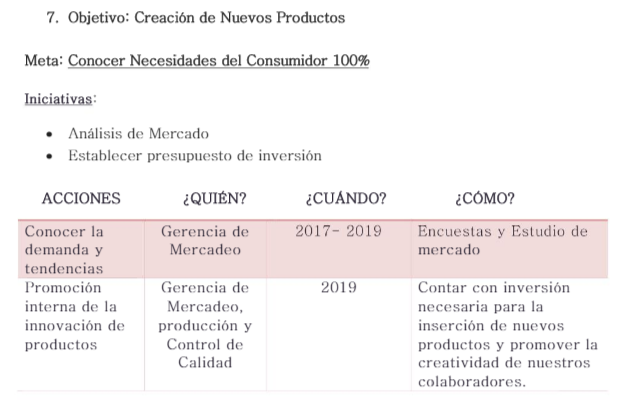 7. Objetivo: Creación de Nuevos Productos
Meta: Conocer Necesidades del Consumidor 100%
Iniciativas:
• Análisis de Mercado
• Establecer presupuesto de inversión
ACCIONES ¿QUIÉN? ¿CUÁNDO? ¿CÓMO?
Conocer la Gerencia de 2017- 2019 Encuestas y Estudio de
demanda y Mercadeo mercado
tendencias
Promoción Gerencia de 2019 Contar con inversión
interna de la Mercadeo, necesaria para la
innovación de producción y inserción de nuevos
productos Control de productos y promover la
Calidad creatividad de nuestros
colaboradores.